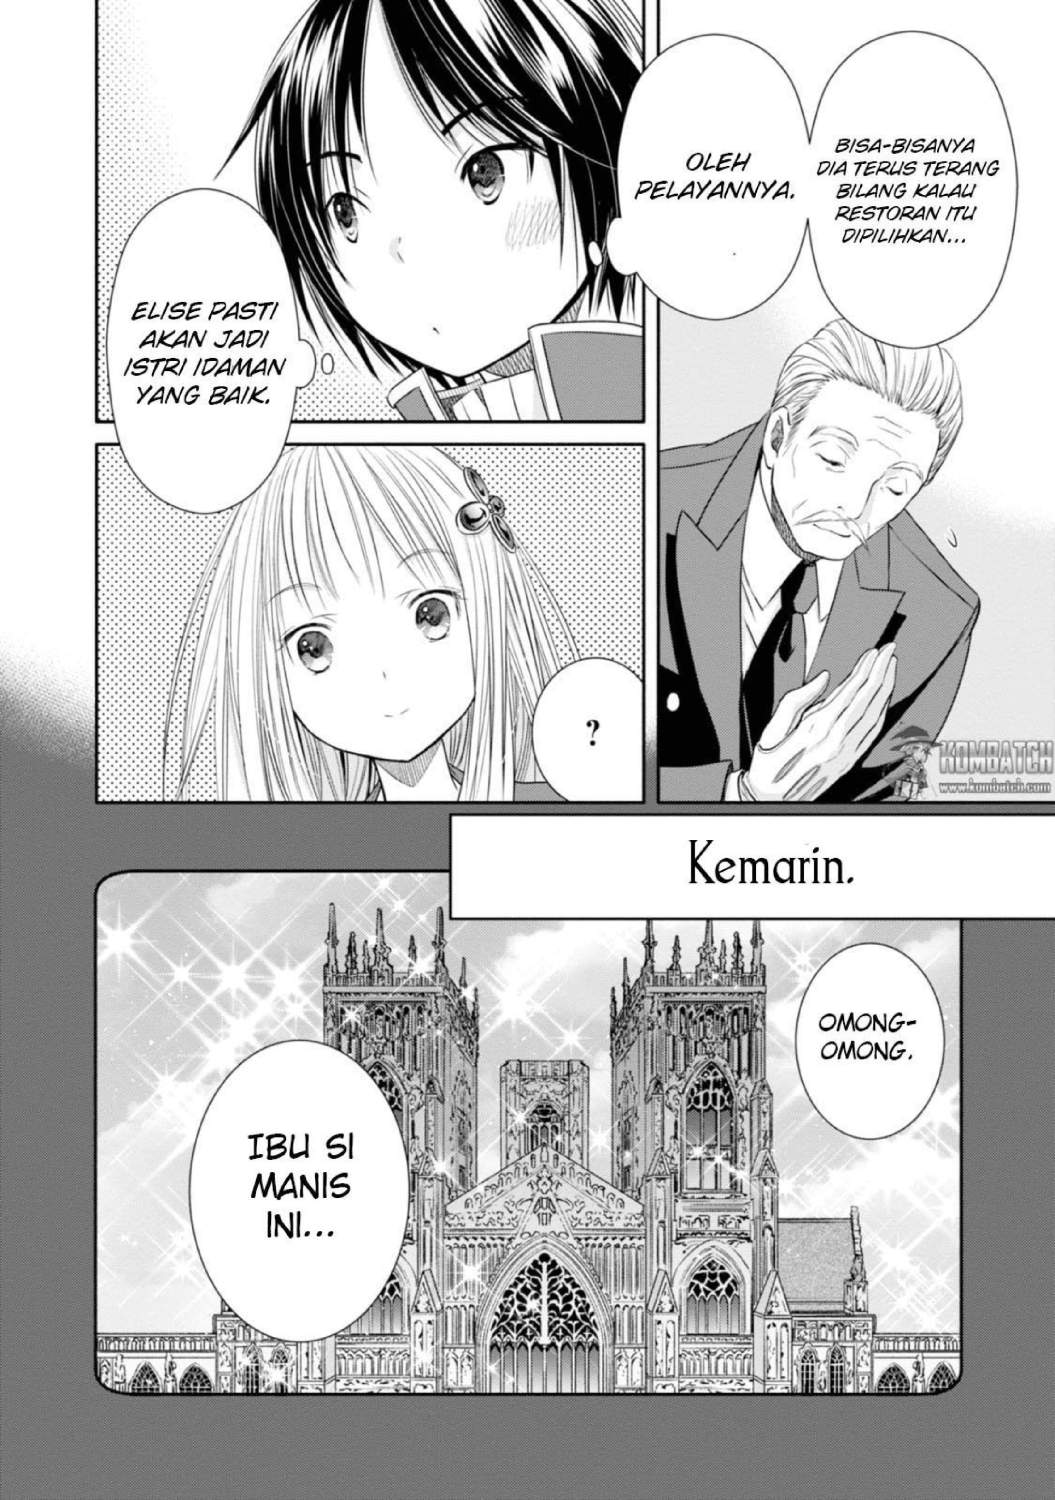 BISA-BISANYA
DIA TERUS TERANG
BILANG KALAU
RESTORAN ITU
DIPILIHKAN...
OLEH
PELAYANNYA.
ELISE PASTI
AKAN JADI
ISTRI IDAMAN
YANG BAIK.
?
KOMBATCH
www.kombatch.com
Kemarin.
OMONG-
OMONG.
IBU SI
MANIS
INI...